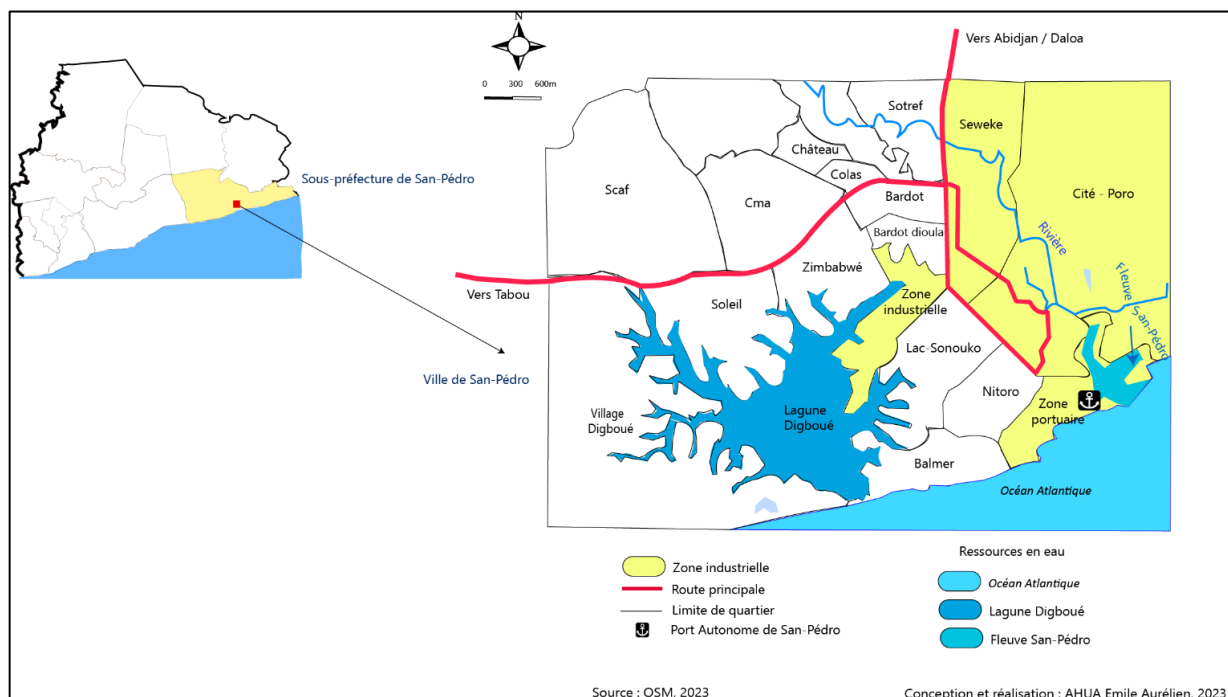 N
0 300 600m
Vers Abidjan / Daloa
Sous-préfecture de San-Pédro
Sotref
Seweke
Château
Colas
Scaf
Cma
Bardot
Cité - Poro
Bardot dioula
Rivière
Zimbabwé
Fleuve San-Pédro
Vers Tabou
Soleil
Zone
industrielle
Lac-Sonouko
Ville de San-Pédro
Nitoro
Village
Digboué
Lagune
Digboué
Zone
portuaire
Balmer
Océan Atlantique
Ressources en eau
Zone industrielle
Océan Atlantique
Route principale
Limite de quartier
Lagune Digboué
Port Autonome de San-Pédro
Fleuve San-Pédro
Source : OSM, 2023
Conception et réalisation : AHUA Emile Aurélien, 2023